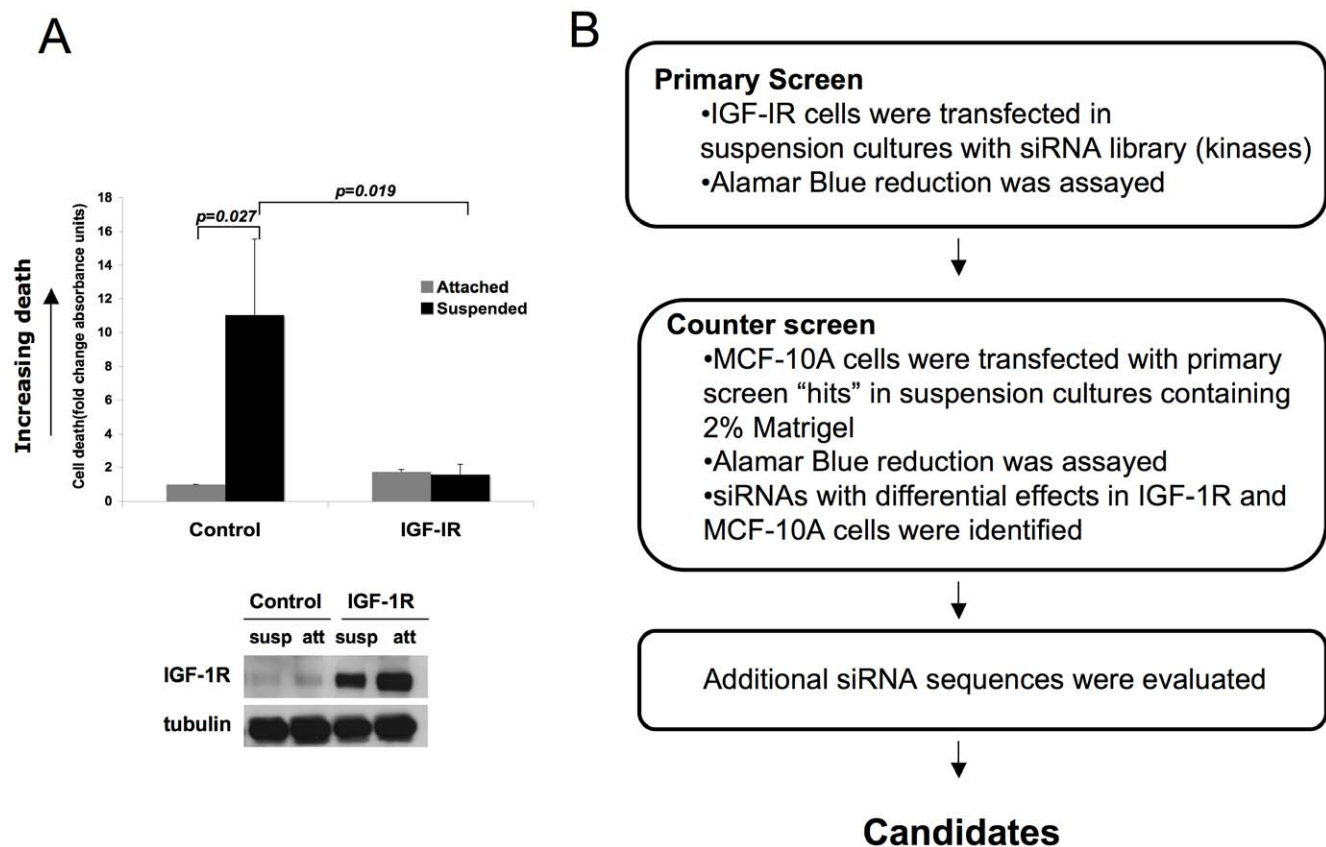 A
p=0.019
p=0.027
18
16
14
12
10
8
6
4
2
0
Increasing death
Cell death(fold change absorbance units)
Attached
Suspended
Control
IGF-IR
Control IGF-1R
susp att susp att
IGF-1R
tubulin
B
Primary Screen
•IGF-IR cells were transfected in
suspension cultures with siRNA library (kinases)
•Alamar Blue reduction was assayed
Counter screen
•MCF-10A cells were transfected with primary
screen “hits” in suspension cultures containing
2% Matrigel
•Alamar Blue reduction was assayed
•siRNAs with differential effects in IGF-1R and
MCF-10A cells were identified
Additional siRNA sequences were evaluated
Candidates